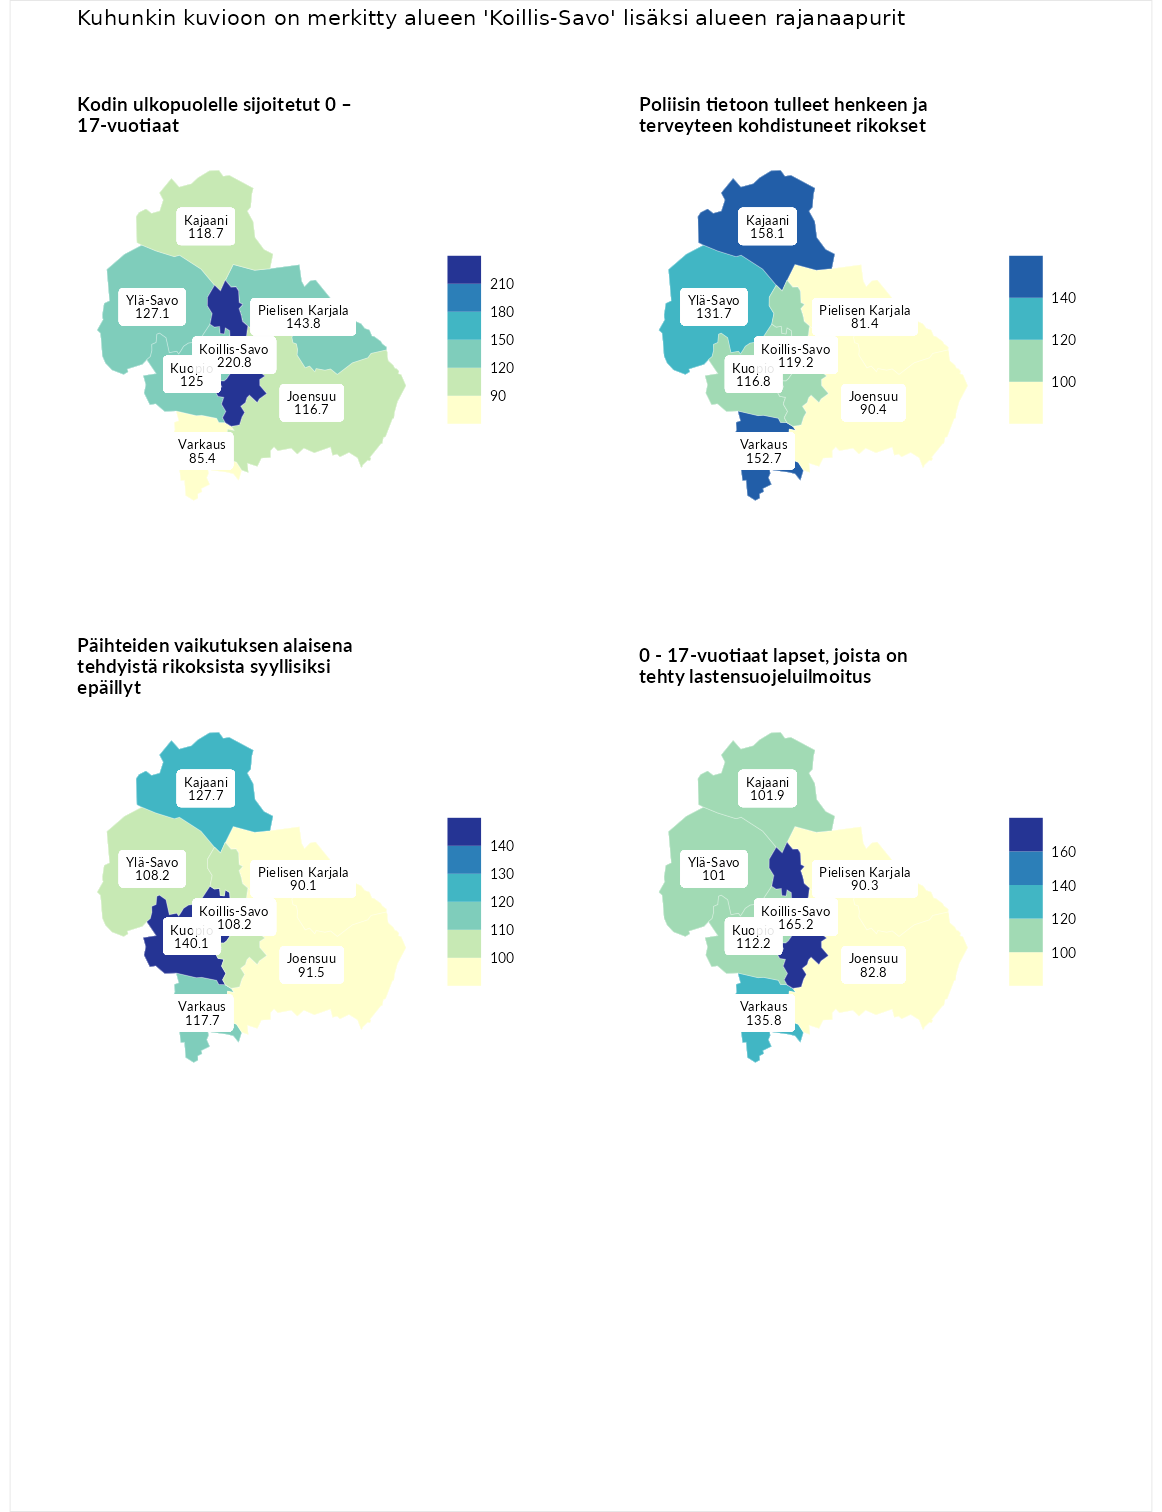 Kuhunkin kuvioon on merkitty alueen 'Koillis-Savo' lisäksi alueen rajanaapurit
Kodin ulkopuolelle sijoitetut 0 –
17-vuotiaat
Kajaani
118.7
Ylä-Savo
127.1
Pielisen Karjala
143.8
Koillis-Savo
220.8
Kuopio
125
Joensuu
116.7
Varkaus
85.4
210
180
150
120
90
Poliisin tietoon tulleet henkeen ja
terveyteen kohdistuneet rikokset
Kajaani
158.1
Ylä-Savo
131.7
Pielisen Karjala
81.4
Koillis-Savo
119.2
Kuopio
116.8
Joensuu
90.4
Varkaus
152.7
140
120
100
Päihteiden vaikutuksen alaisena
tehdyistä rikoksista syyllisiksi
epäillyt
Kajaani
127.7
Ylä-Savo
108.2
Pielisen Karjala
90.1
Koillis-Savo
108.2
Kuopio
140.1
Joensuu
91.5
Varkaus
117.7
140
130
120
110
100
0 - 17-vuotiaat lapset, joista on
tehty lastensuojeluilmoitus
Kajaani
101.9
Ylä-Savo
101
Pielisen Karjala
90.3
Koillis-Savo
165.2
Kuopio
112.2
Joensuu
82.8
Varkaus
135.8
160
140
120
100